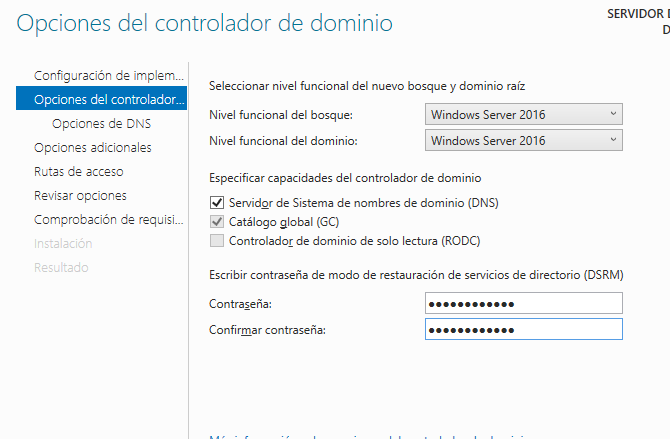 Opciones del controlador de dominio
SERVIDOR
Configuración de implem...
Opciones del controlador...
Opciones de DNS
Opciones adicionales
Rutas de acceso
Revisar opciones
Comprobación de requisi...
Instalación
Resultado
Seleccionar nivel funcional del nuevo bosque y dominio raíz
Nivel funcional del bosque: Windows Server 2016
Nivel funcional del dominio: Windows Server 2016
Especificar capacidades del controlador de dominio
Servidor de Sistema de nombres de dominio (DNS)
Catálogo global (GC)
Controlador de dominio de solo lectura (RODC)
Escribir contraseña de modo de restauración de servicios de directorio (DSRM)
Contraseña: ●●●●●●●●●●●●
Confirmar contraseña: ●●●●●●●●●●●●